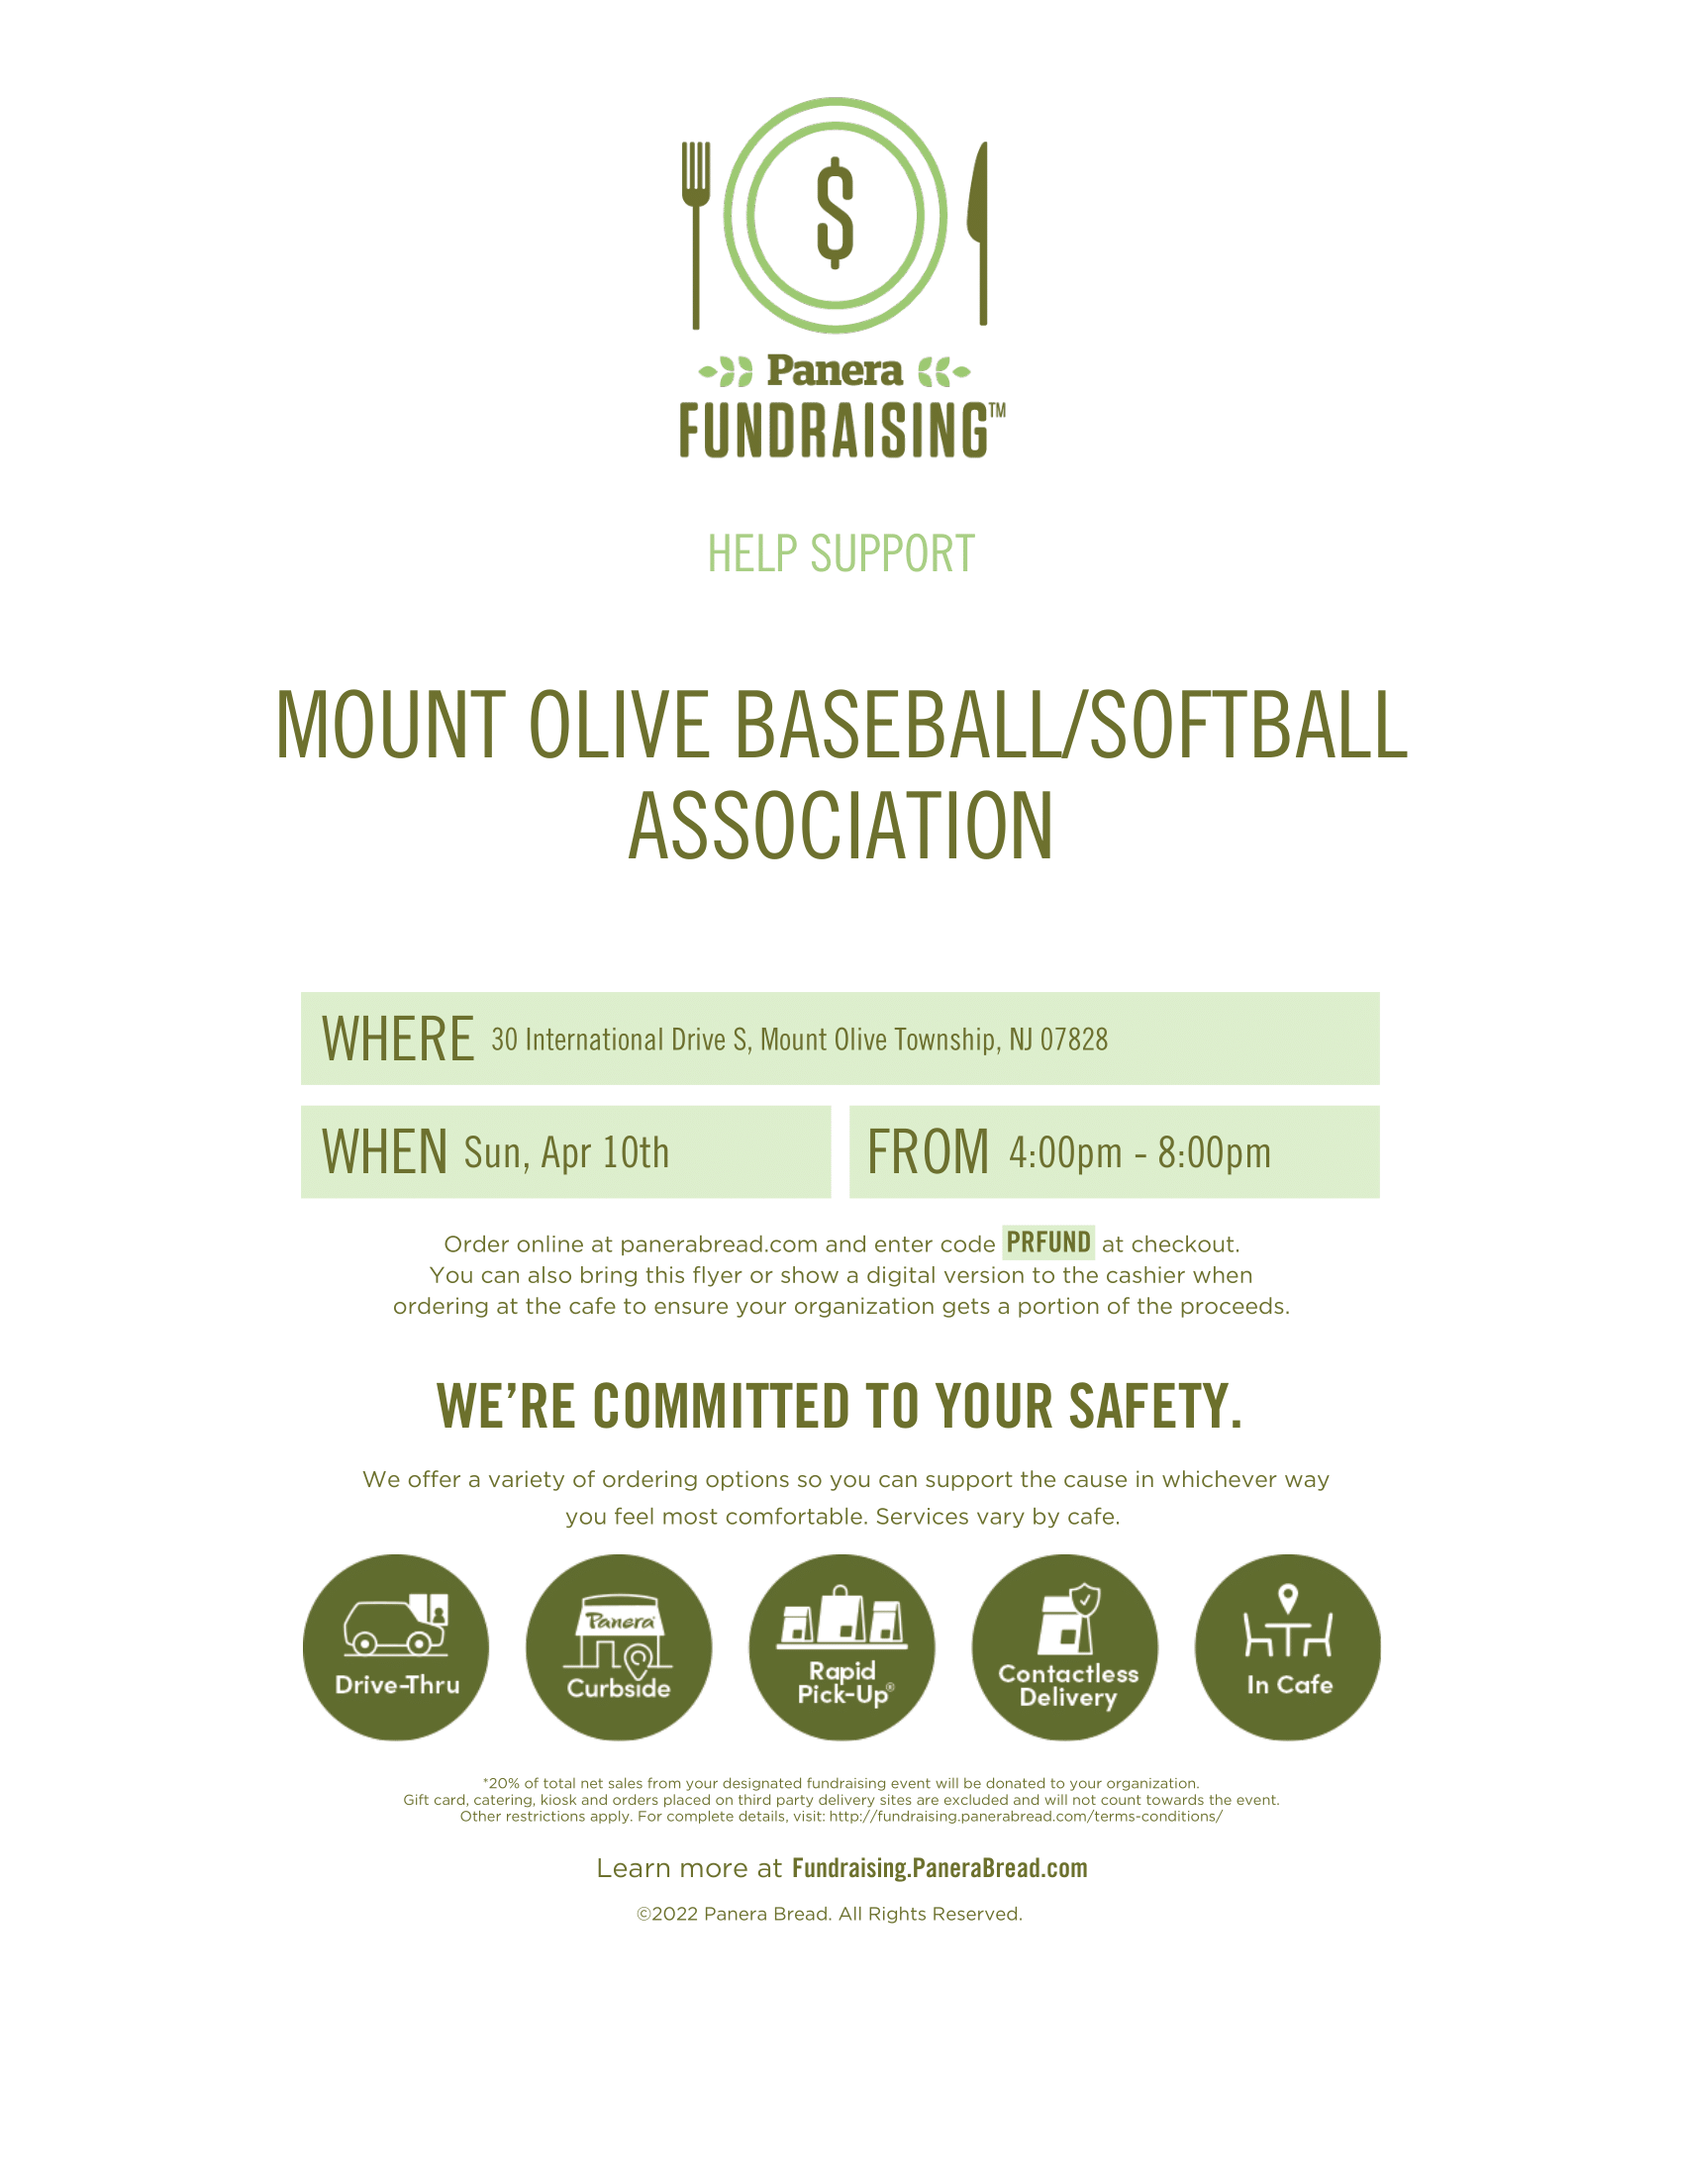 $
Panera
FUNDRAISING™
HELP SUPPORT
MOUNT OLIVE BASEBALL/SOFTBALL
ASSOCIATION
WHERE 30 International Drive S, Mount Olive Township, NJ 07828
WHEN Sun, Apr 10th FROM 4:00pm - 8:00pm
Order online at panerabread.com and enter code PRFUND at checkout.
You can also bring this flyer or show a digital version to the cashier when
ordering at the cafe to ensure your organization gets a portion of the proceeds.
WE’RE COMMITTED TO YOUR SAFETY.
We offer a variety of ordering options so you can support the cause in whichever way
you feel most comfortable. Services vary by cafe.
Drive-Thru
Panera
Curbside
Rapid
Pick-Up®
Contactless
Delivery
In Cafe
*20% of total net sales from your designated fundraising event will be donated to your organization.
Gift card, catering, kiosk and orders placed on third party delivery sites are excluded and will not count towards the event.
Other restrictions apply. For complete details, visit: http://fundraising.panerabread.com/terms-conditions/
Learn more at Fundraising.PaneraBread.com
©2022 Panera Bread. All Rights Reserved.